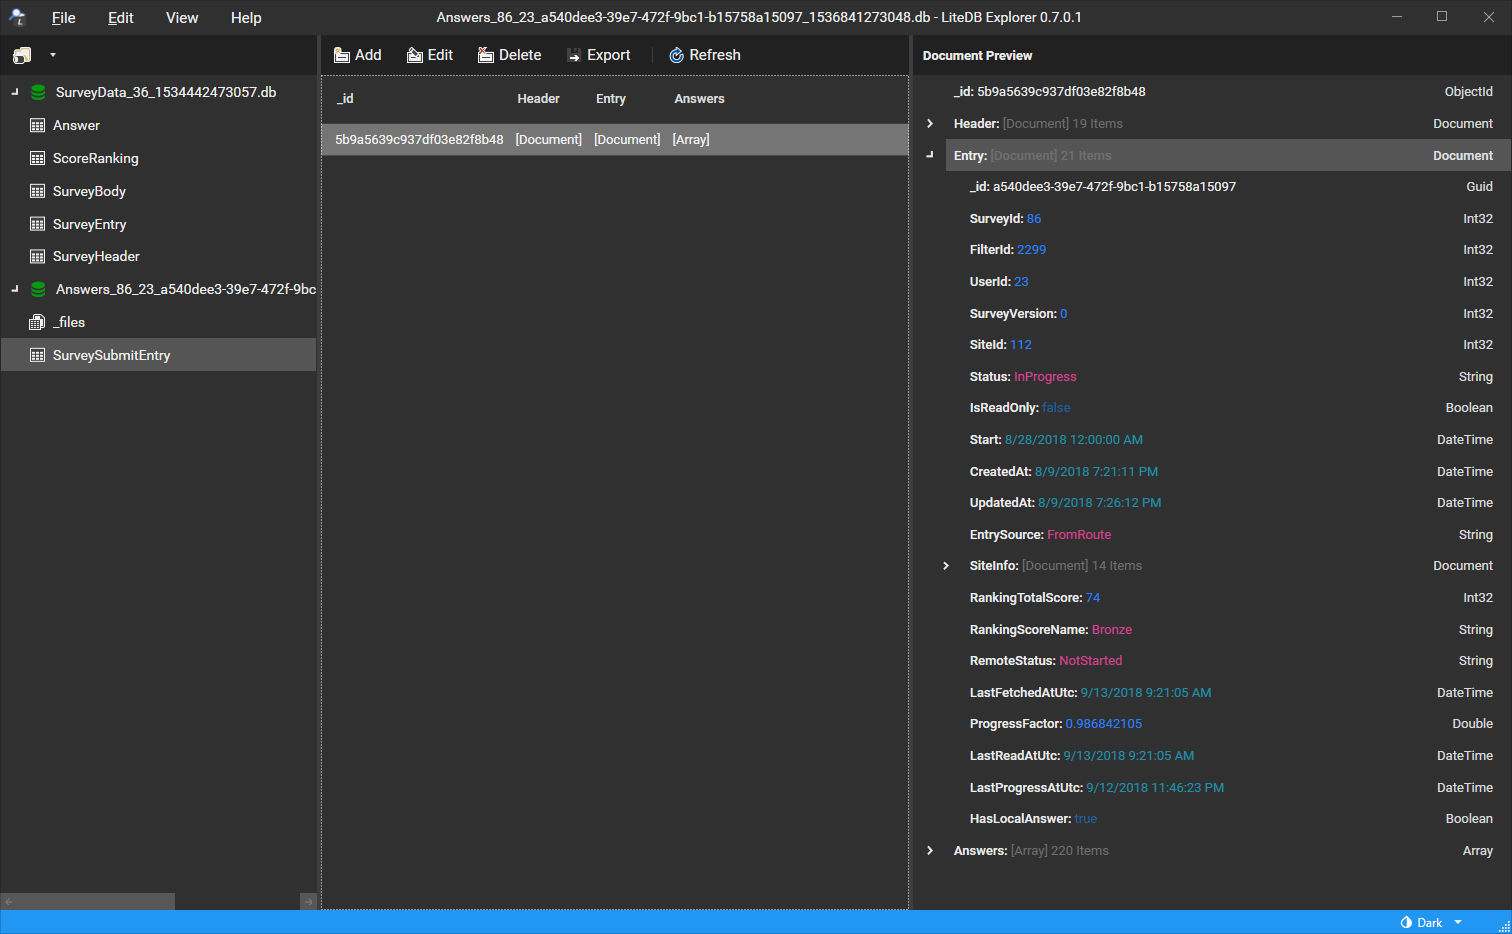 File Edit View Help
Answers_86_23_a540dee3-39e7-472f-9bc1-b15758a15097_1536841273048.db - LiteDB Explorer 0.7.0.1
SurveyData_36_1534442473057.db
Answer
ScoreRanking
SurveyBody
SurveyEntry
SurveyHeader
Answers_86_23_a540dee3-39e7-472f-9bc
_files
SurveySubmitEntry
Add Edit Delete Export Refresh
_id Header Entry Answers
5b9a5639c937df03e82f8b48 [Document] [Document] [Array]
Document Preview
_id: 5b9a5639c937df03e82f8b48 ObjectId
Header: [Document] 19 Items Document
Entry: [Document] 21 Items Document
_id: a540dee3-39e7-472f-9bc1-b15758a15097 Guid
SurveyId: 86 Int32
FilterId: 2299 Int32
UserId: 23 Int32
SurveyVersion: 0 Int32
SiteId: 112 Int32
Status: InProgress String
IsReadOnly: false Boolean
Start: 8/28/2018 12:00:00 AM DateTime
CreatedAt: 8/9/2018 7:21:11 PM DateTime
UpdatedAt: 8/9/2018 7:26:12 PM DateTime
EntrySource: FromRoute String
SiteInfo: [Document] 14 Items Document
RankingTotalScore: 74 Int32
RankingScoreName: Bronze String
RemoteStatus: NotStarted String
LastFetchedAtUtc: 9/13/2018 9:21:05 AM DateTime
ProgressFactor: 0.986842105 Double
LastReadAtUtc: 9/13/2018 9:21:05 AM DateTime
LastProgressAtUtc: 9/12/2018 11:46:23 PM DateTime
HasLocalAnswer: true Boolean
Answers: [Array] 220 Items Array
Dark